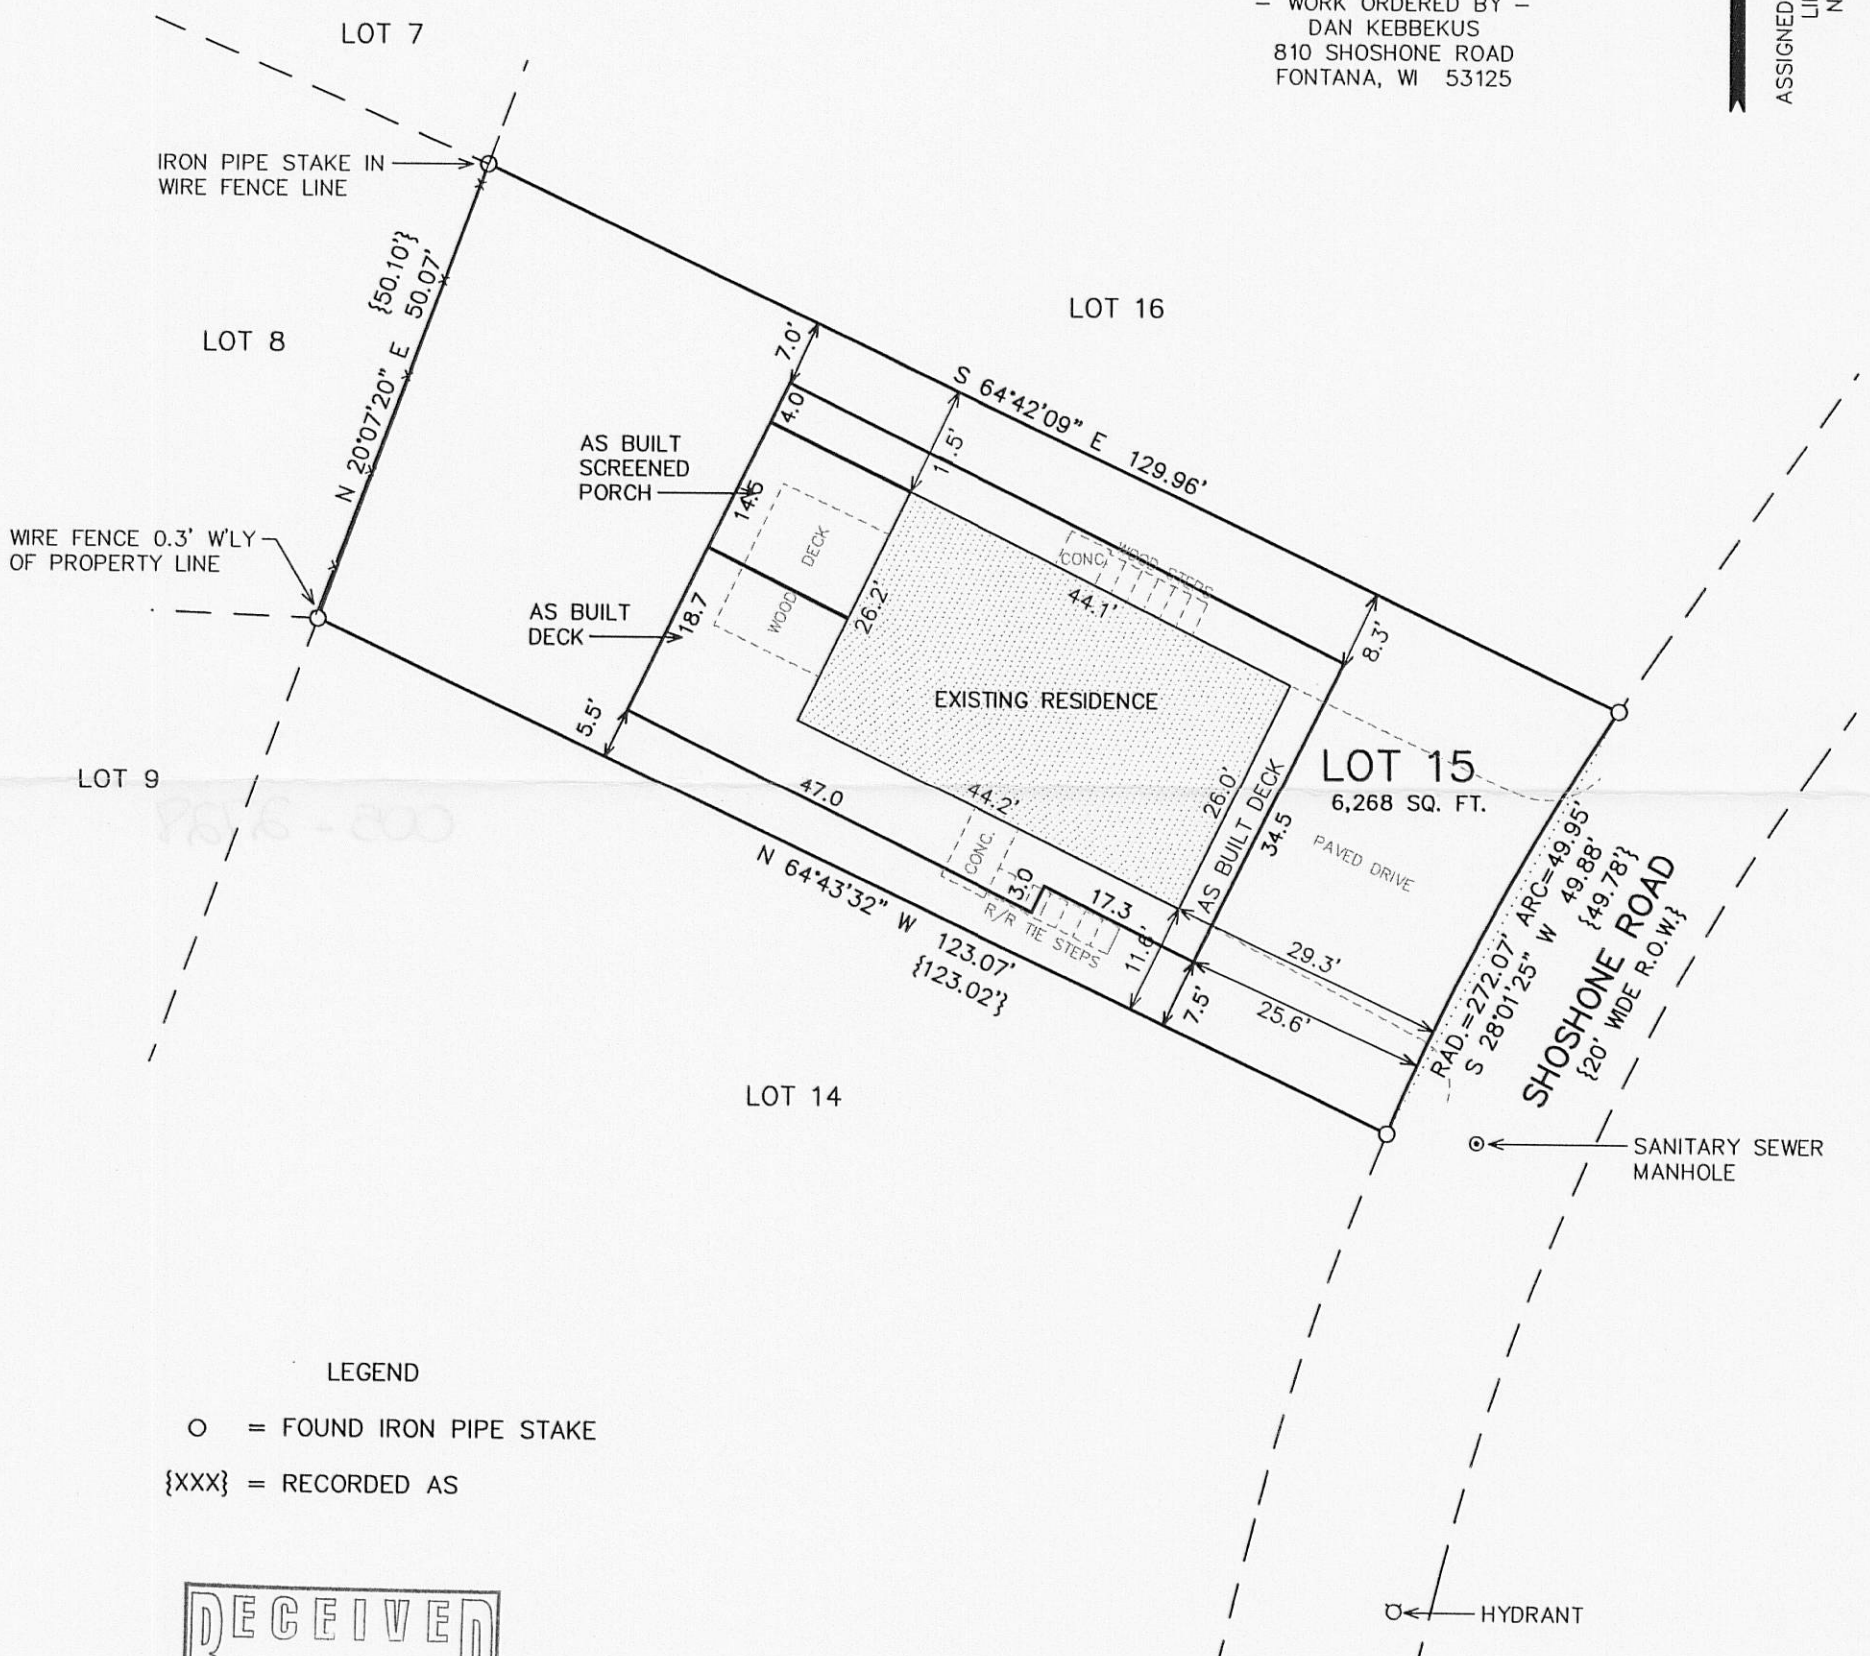 LOT 7
– WORK ORDERED BY –
DAN KEBBEKUS
810 SHOSHONE ROAD
FONTANA, WI 53125
ASSIGNED
IRON PIPE STAKE IN
WIRE FENCE LINE
{50.10'}
N 20°07'20" E 50.07'
LOT 8
LOT 16
7.0'
S 64°42'09" E 129.96'
4.0
AS BUILT
SCREENED
PORCH
14.5
WIRE FENCE 0.3' W'LY
OF PROPERTY LINE
WOOD DECK
CONC.
WOOD STEPS
44.1'
26.2'
AS BUILT
DECK
18.7
8.3'
EXISTING RESIDENCE
5.5'
LOT 15
6,268 SQ. FT.
LOT 9
47.0
44.2'
26.0'
AS BUILT DECK
34.5
PAVED DRIVE
CONC.
3.0
17.3
R/R TIE STEPS
N 64°43'32" W 123.07'
{123.02'}
11.6'
29.3'
7.5'
25.6'
RAD.=272.07' ARC=49.95'
S 28°01'25" W 49.88'
{49.78'}
SHOSHONE ROAD
{20' WIDE R.O.W.}
LOT 14
SANITARY SEWER
MANHOLE
LEGEND
O = FOUND IRON PIPE STAKE
{XXX} = RECORDED AS
HYDRANT
RECEIVED